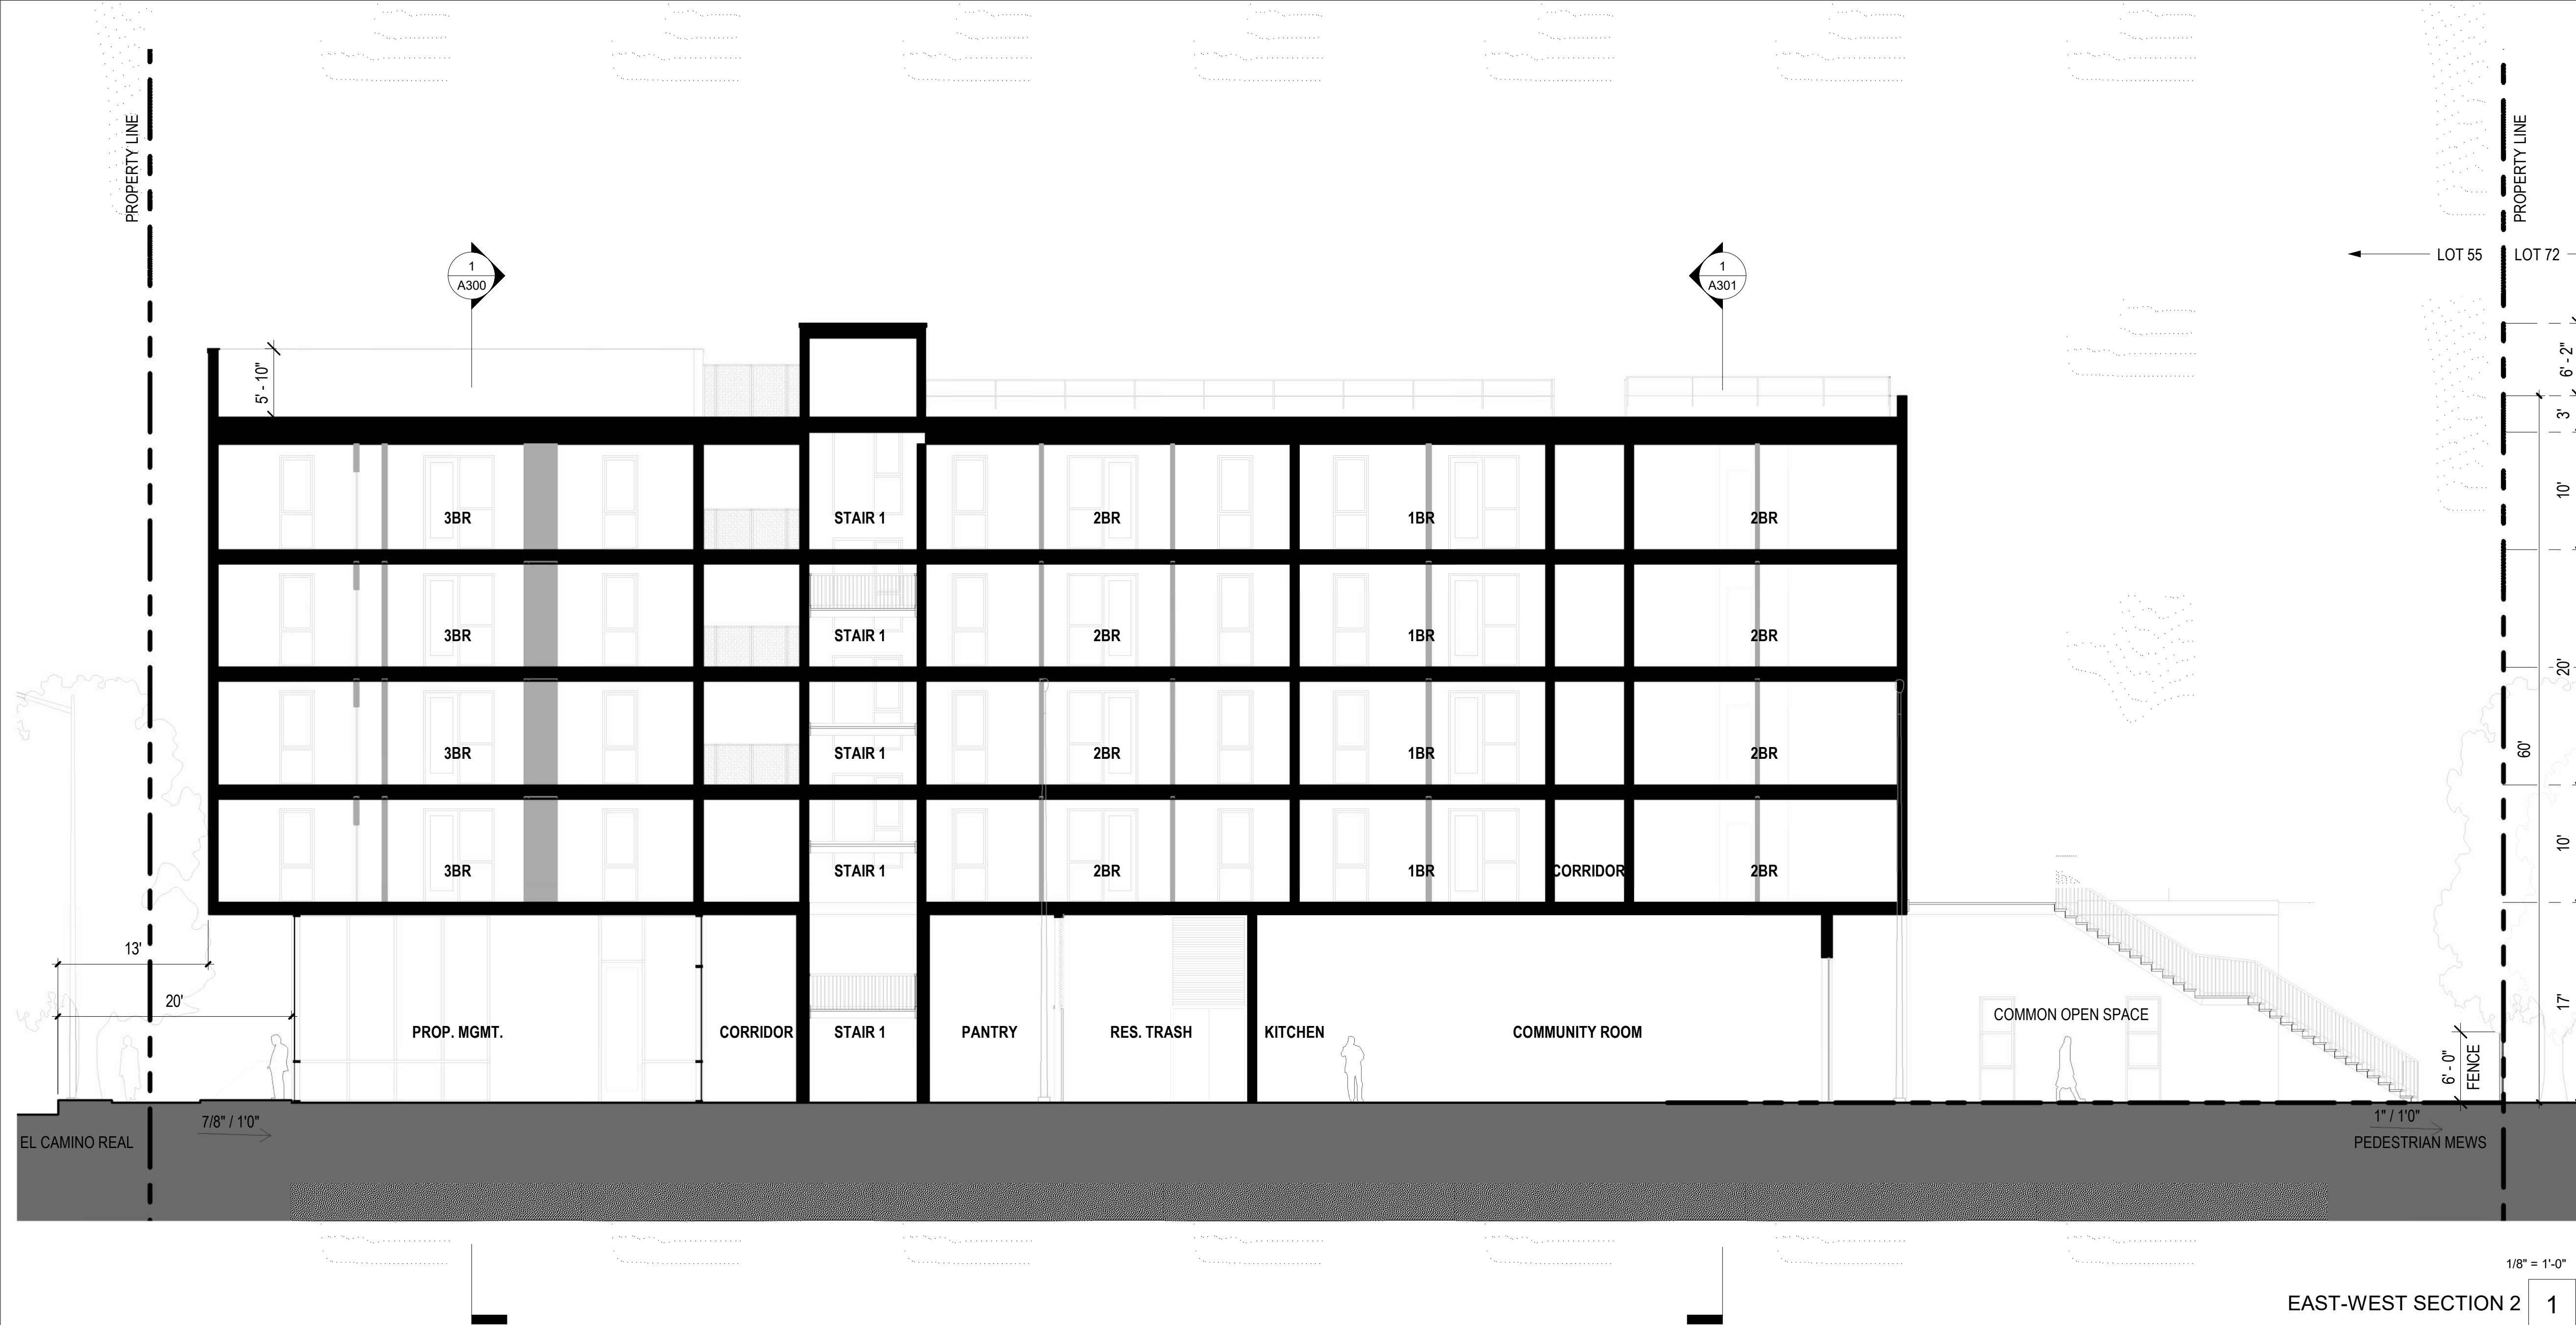 PROPERTY LINE
PROPERTY LINE
LOT 55
LOT 72
1
A300
1
A301
5' - 10"
6' - 2"
3'
10'
20'
60'
10'
17'
3BR
STAIR 1
2BR
1BR
2BR
3BR
STAIR 1
2BR
1BR
2BR
3BR
STAIR 1
2BR
1BR
2BR
3BR
STAIR 1
2BR
1BR
CORRIDOR
2BR
13'
20'
PROP. MGMT.
CORRIDOR
STAIR 1
PANTRY
RES. TRASH
KITCHEN
COMMUNITY ROOM
COMMON OPEN SPACE
6' - 0"
FENCE
7/8" / 1'0"
EL CAMINO REAL
1" / 1'0"
PEDESTRIAN MEWS
1/8" = 1'-0"
EAST-WEST SECTION 2
1